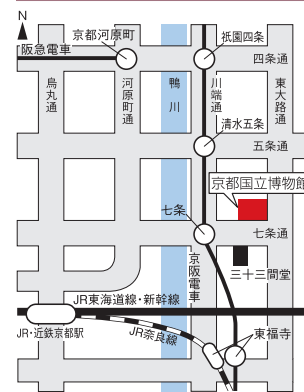 N
京都河原町
祇園四条
阪急電車
四条通
烏丸通
河原町通
鴨川
川端通
東大路通
清水五条
五条通
京都国立博物館
七条
七条通
京阪電車
三十三間堂
JR東海道線・新幹線
JR・近鉄京都駅
JR奈良線
東福寺